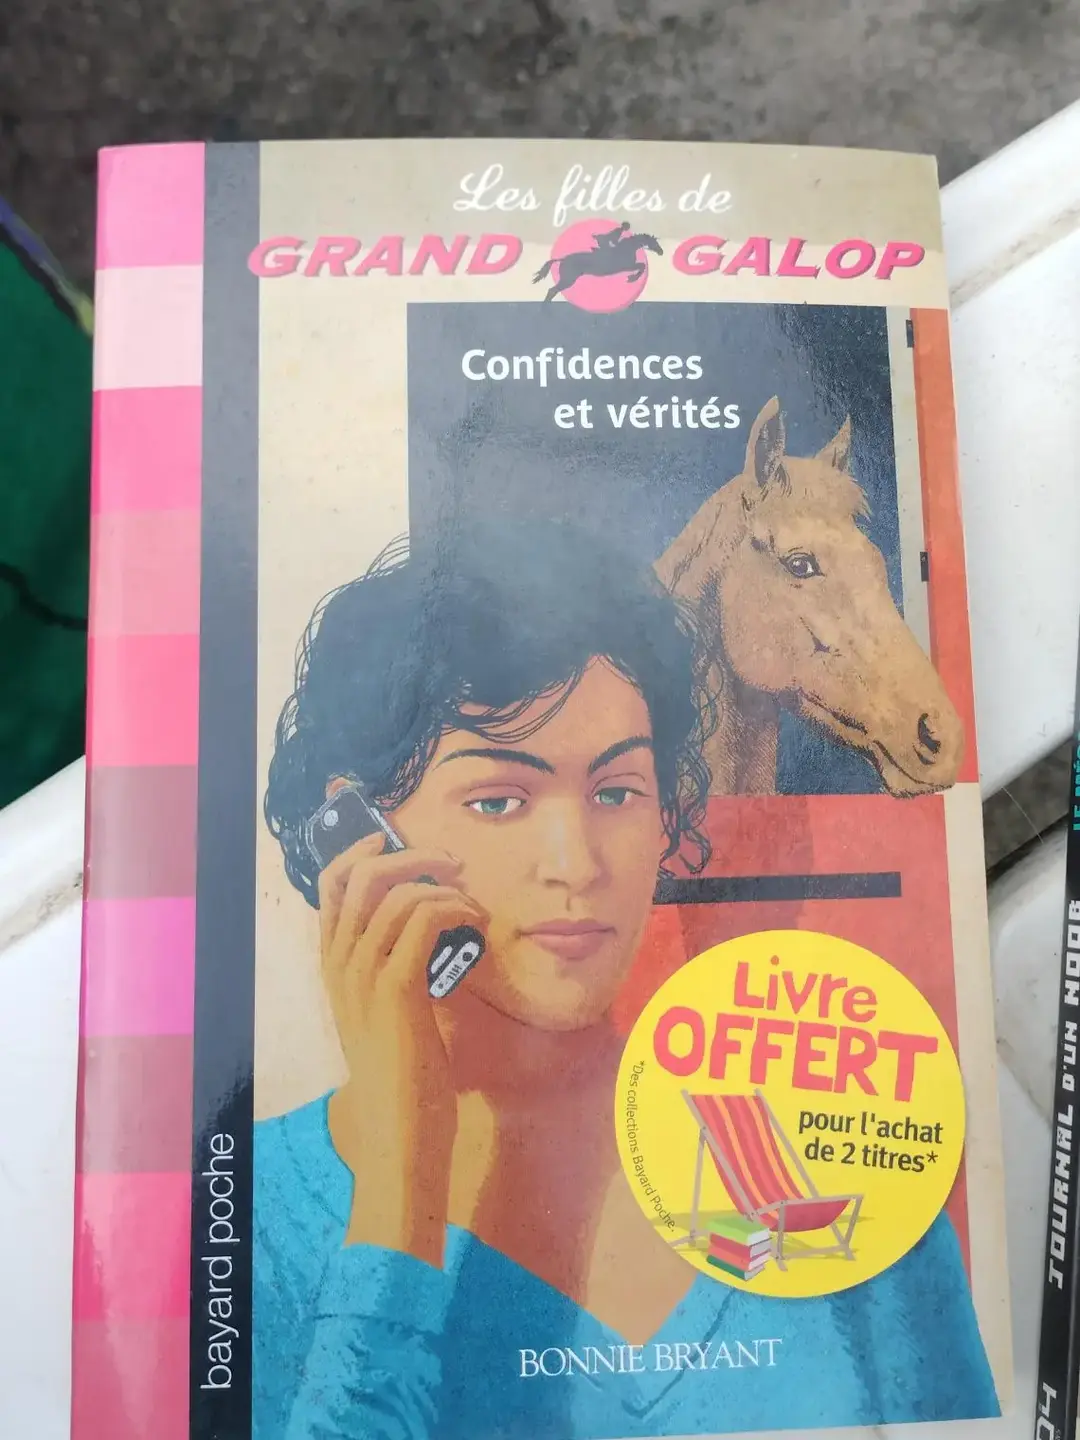 Les filles de
GRAND GALOP
Confidences
et vérités
Livre
OFFERT
pour l'achat
de 2 titres*
*Des collections Bayard Poche.
BONNIE BRYANT
bayard poche
JOURNAL D'UN NOOB
04